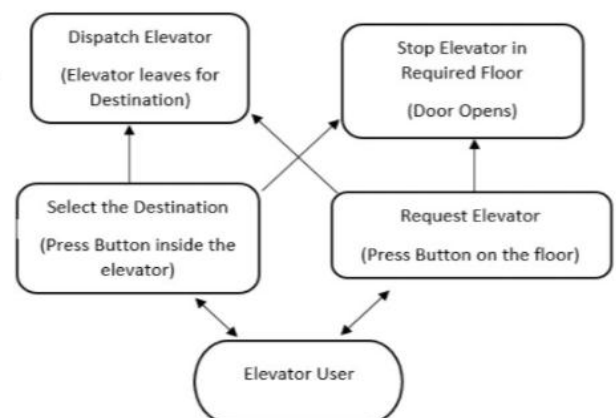 Dispatch Elevator
(Elevator leaves for
Destination)
Stop Elevator in
Required Floor
(Door Opens)
Select the Destination
(Press Button inside the
elevator)
Request Elevator
(Press Button on the floor)
Elevator User